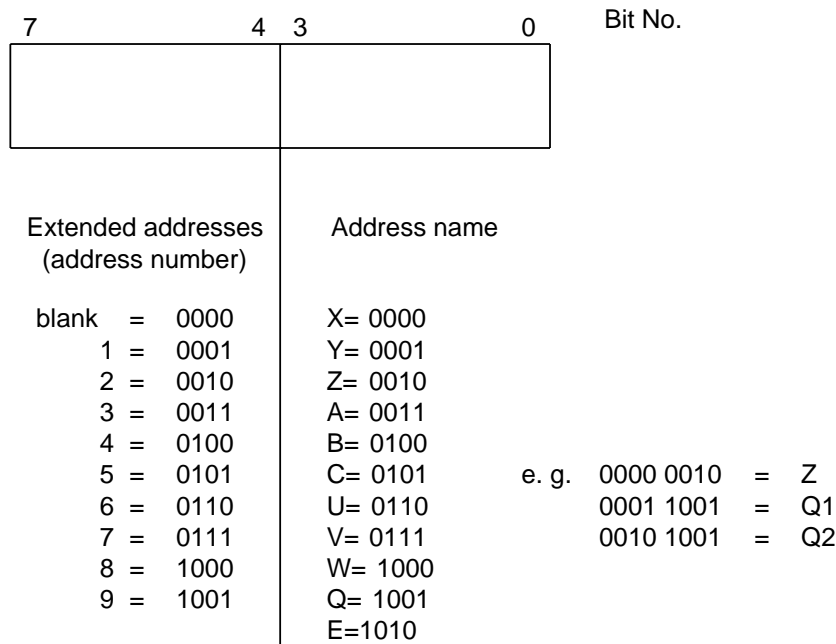 7 4 3 0 Bit No.
Extended addresses Address name
(address number)
blank = 0000 X= 0000
1 = 0001 Y= 0001
2 = 0010 Z= 0010
3 = 0011 A= 0011
4 = 0100 B= 0100
5 = 0101 C= 0101 e. g. 0000 0010 = Z
6 = 0110 U= 0110 0001 1001 = Q1
7 = 0111 V= 0111 0010 1001 = Q2
8 = 1000 W= 1000
9 = 1001 Q= 1001
E=1010